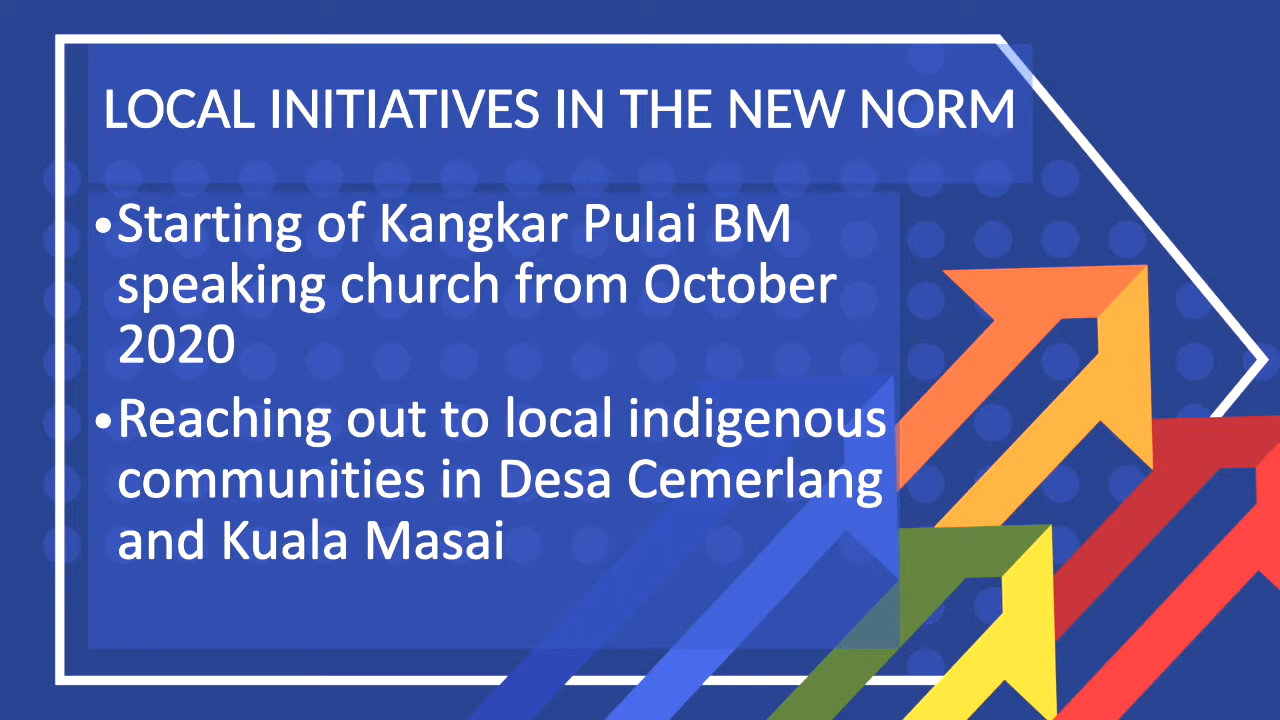 LOCAL INITIATIVES IN THE NEW NORM
•Starting of Kangkar Pulai BM
speaking church from October
2020
•Reaching out to local indigenous
communities in Desa Cemerlang
and Kuala Masai